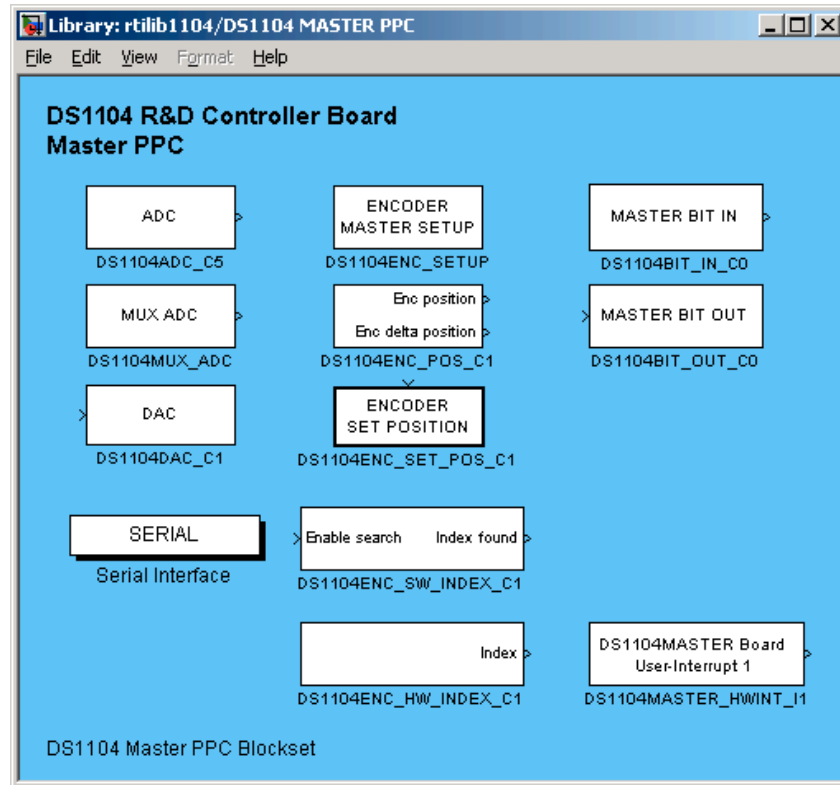 Library: rtilib1104/DS1104 MASTER PPC
File Edit View Format Help
DS1104 R&D Controller Board
Master PPC
ADC
DS1104ADC_C5
ENCODER
MASTER SETUP
DS1104ENC_SETUP
MASTER BIT IN
DS1104BIT_IN_C0
MUX ADC
DS1104MUX_ADC
Enc position
Enc delta position
DS1104ENC_POS_C1
MASTER BIT OUT
DS1104BIT_OUT_C0
DAC
DS1104DAC_C1
ENCODER
SET POSITION
DS1104ENC_SET_POS_C1
SERIAL
Serial Interface
Enable search Index found
DS1104ENC_SW_INDEX_C1
Index
DS1104ENC_HW_INDEX_C1
DS1104MASTER Board
User-Interrupt 1
DS1104MASTER_HWINT_I1
DS1104 Master PPC Blockset